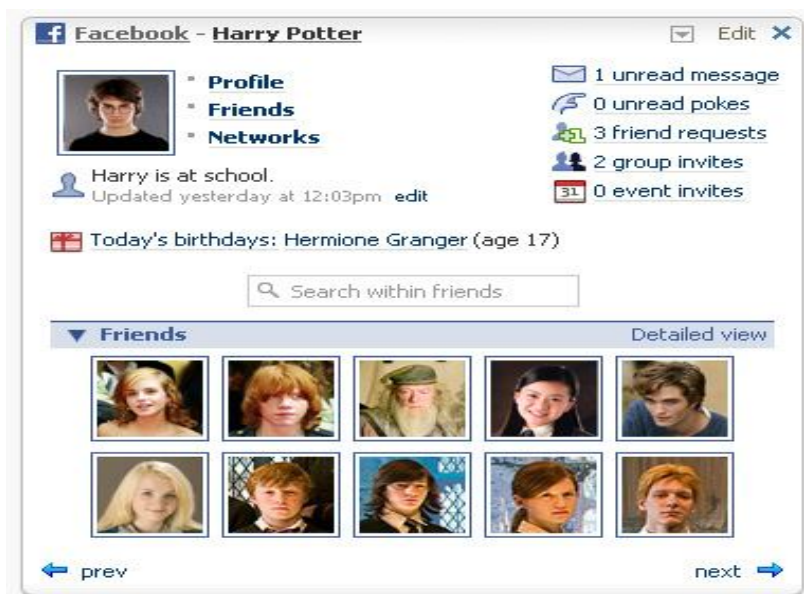 Facebook - Harry Potter Edit
Profile
Friends
Networks
1 unread message
0 unread pokes
3 friend requests
2 group invites
31 0 event invites
Harry is at school.
Updated yesterday at 12:03pm edit
Today's birthdays: Hermione Granger (age 17)
Search within friends
Friends Detailed view
prev next